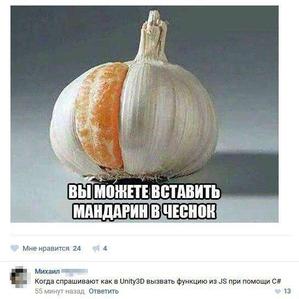 ВЫ МОЖЕТЕ ВСТАВИТЬ
МАНДАРИН В ЧЕСНОК
Мне нравится 24 4
Михаил
Когда спрашивают как в Unity3D вызвать функцию из JS при помощи C#
55 минут назад Ответить 13